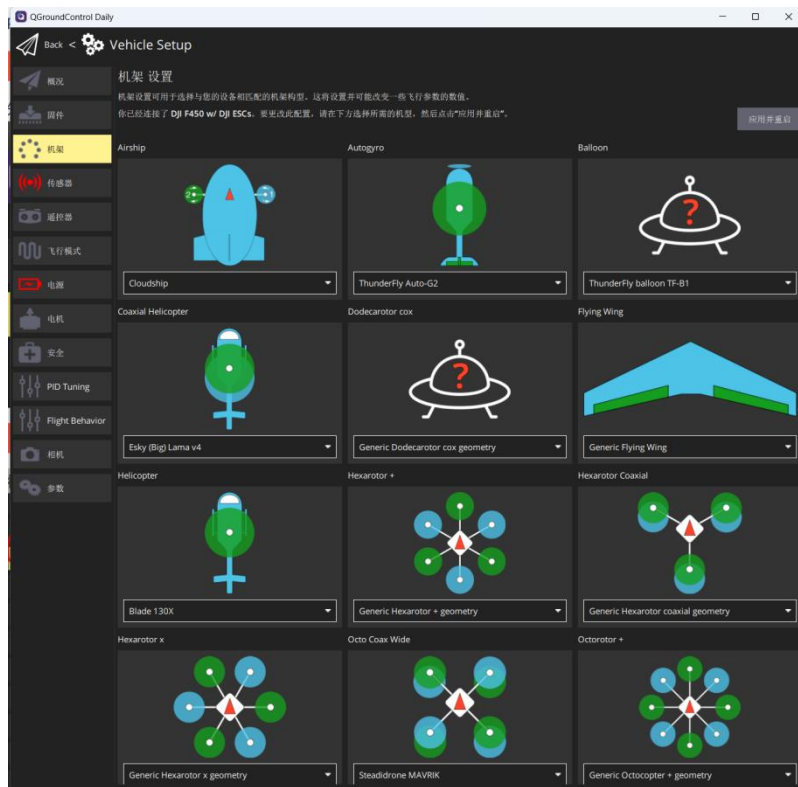 QGroundControl Daily
Back < Vehicle Setup
概况
固件
机架
传感器
遥控器
飞行模式
电源
电机
安全
PID Tuning
Flight Behavior
相机
参数
机架 设置
机架设置可用于选择与您的设备相匹配的机架构型。这将设置并可能改变一些飞行参数的数值。
你已经连接了 DJI F450 w/ DJI ESCs。要更改此配置，请在下方选择所需的机型，然后点击“应用并重启”。
应用并重启
Airship
Autogyro
Balloon
2
1
?
Cloudship
ThunderFly Auto-G2
ThunderFly balloon TF-B1
Coaxial Helicopter
Dodecarotor cox
Flying Wing
?
Esky (Big) Lama v4
Generic Dodecarotor cox geometry
Generic Flying Wing
Helicopter
Hexarotor +
Hexarotor Coaxial
Blade 130X
Generic Hexarotor + geometry
Generic Hexarotor coaxial geometry
Hexarotor x
Octo Coax Wide
Octorotor +
Generic Hexarotor x geometry
Steadidrone MAVRIK
Generic Octocopter + geometry